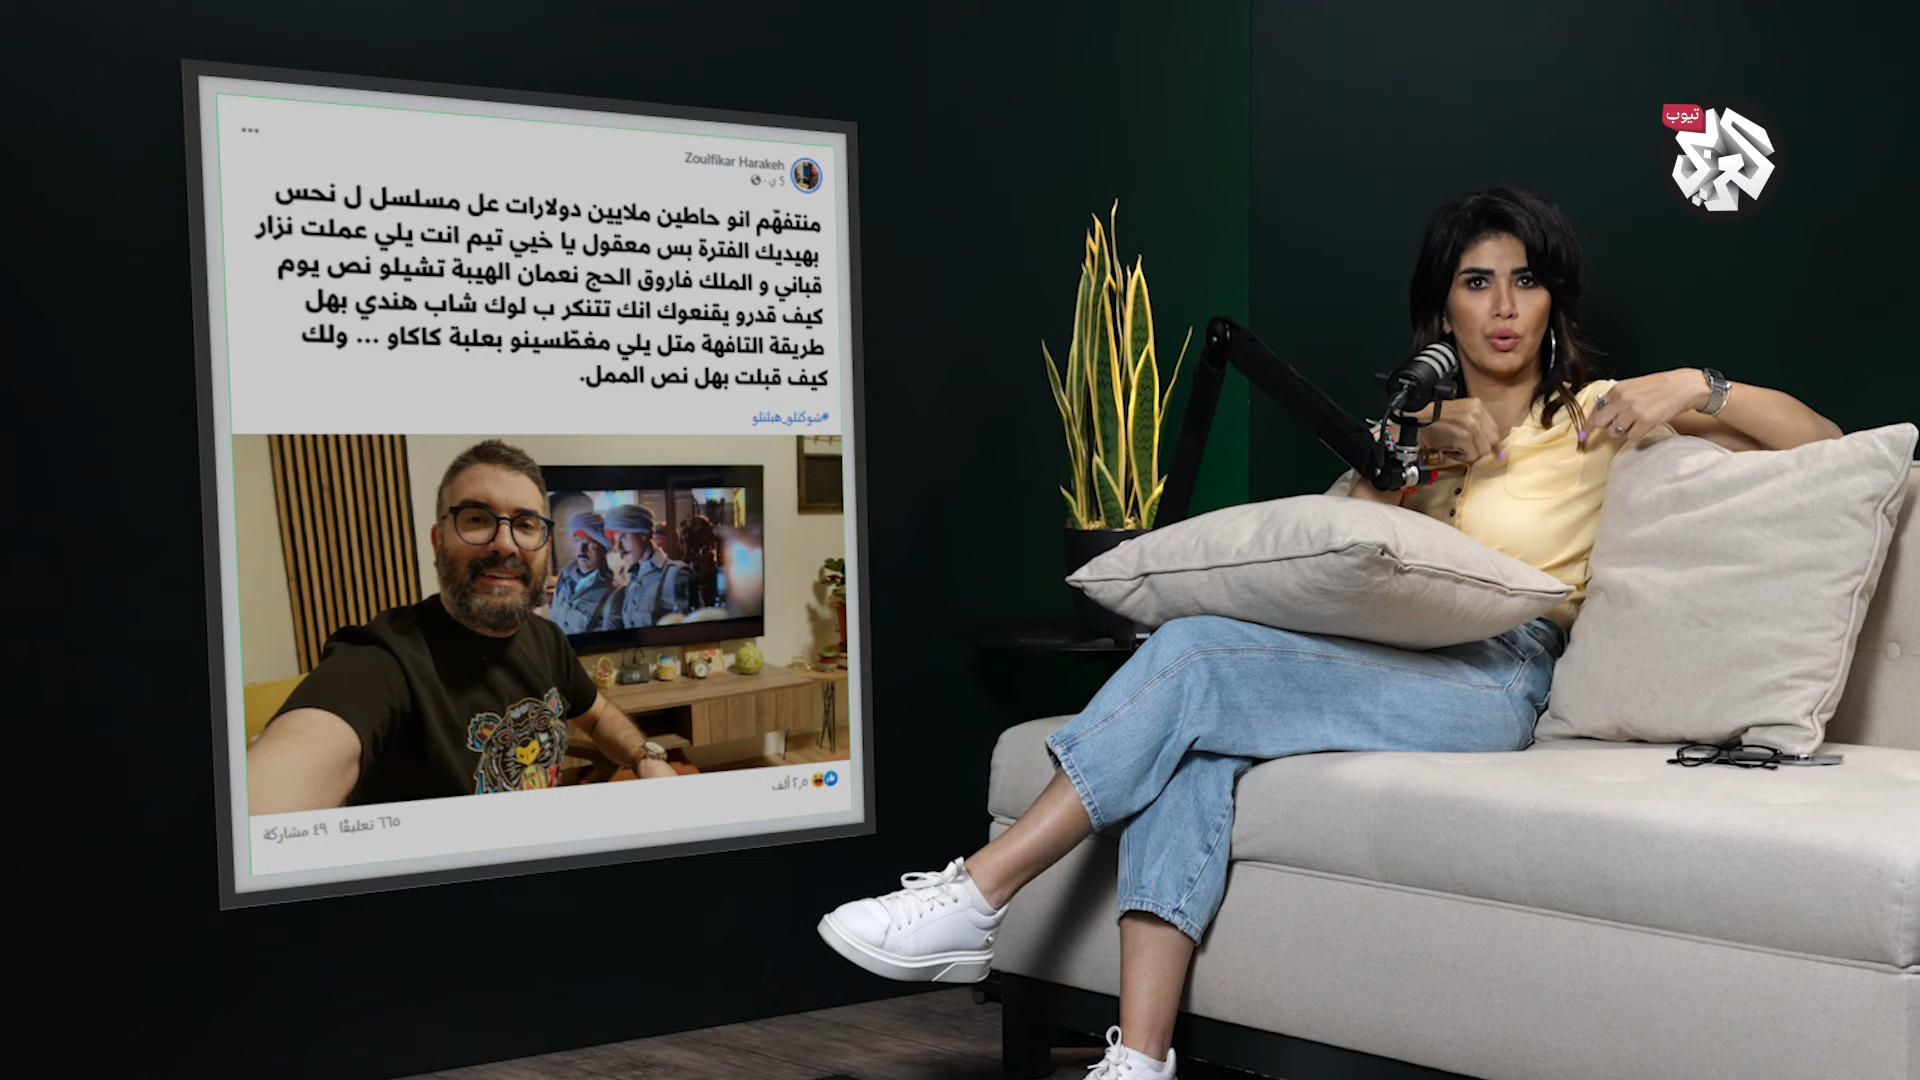 تيوب
العربي
Zoulfikar Harakeh
5 ي
منتفهّم انو حاطين ملايين دولارات عل مسلسل ل نحس
بهيديك الفترة بس معقول يا خيي تيم انت يلي عملت نزار
قباني و الملك فاروق الحج نعمان الهيبة تشيلو نص يوم
كيف قدرو يقنعوك انك تتنكر ب لوك شاب هندي بهل
طريقة التافهة متل يلي مغطّسينو بعلبة كاكاو ... ولك
كيف قبلت بهل نص الممل.
#شوكتلو_هبلتلو
٢٫٥ ألف
٦٦٥ تعليقًا ٤٩ مشاركة